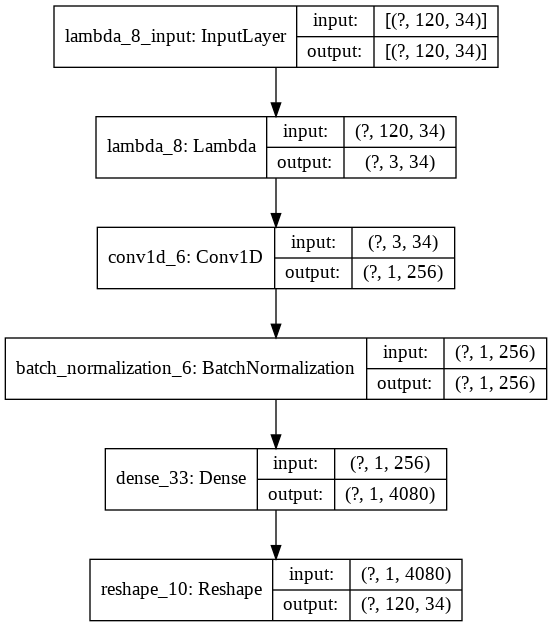 lambda_8_input: InputLayer
input: [(?, 120, 34)]
output: [(?, 120, 34)]
lambda_8: Lambda
input: (?, 120, 34)
output: (?, 3, 34)
conv1d_6: Conv1D
input: (?, 3, 34)
output: (?, 1, 256)
batch_normalization_6: BatchNormalization
input: (?, 1, 256)
output: (?, 1, 256)
dense_33: Dense
input: (?, 1, 256)
output: (?, 1, 4080)
reshape_10: Reshape
input: (?, 1, 4080)
output: (?, 120, 34)